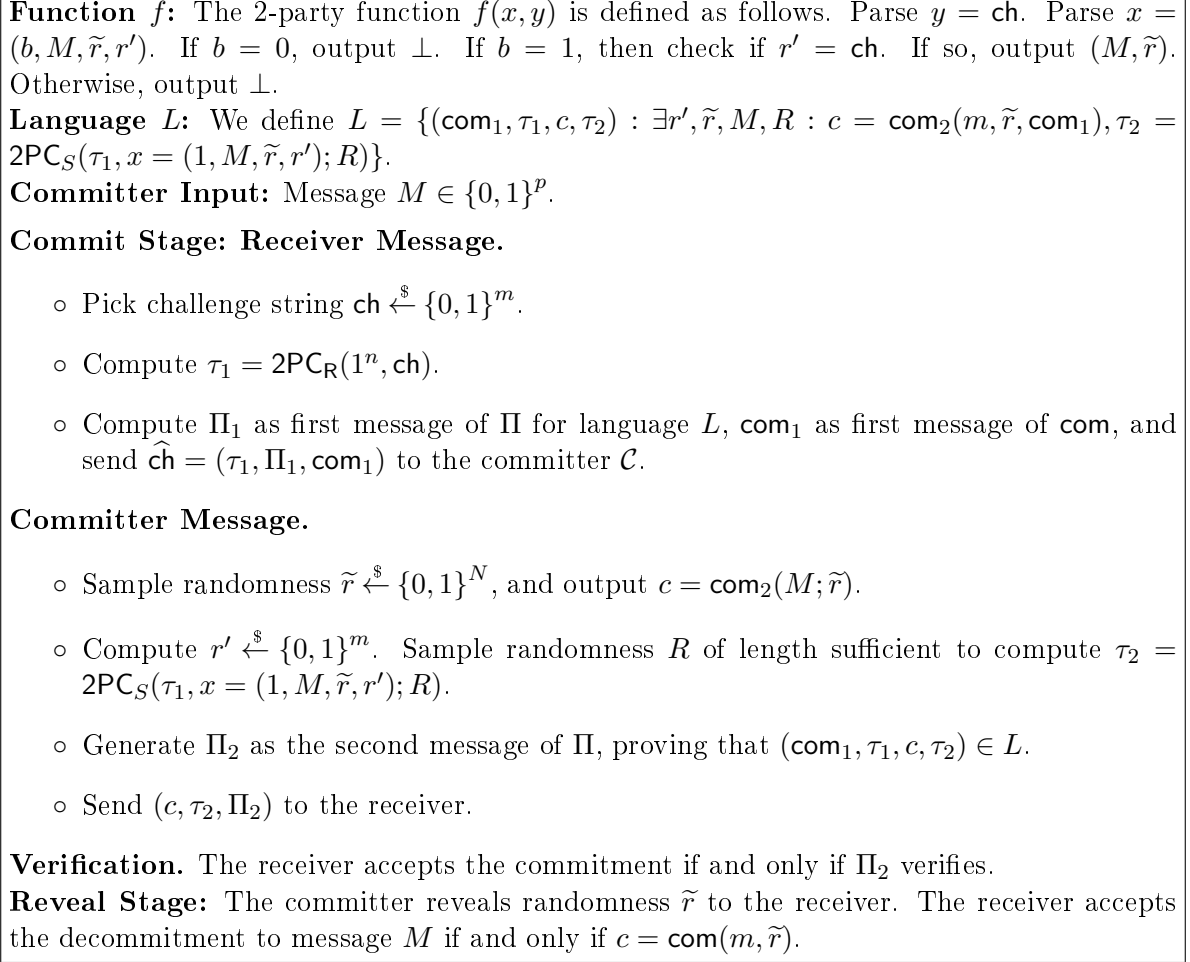 Function f: The 2-party function f(x, y) is defined as follows. Parse y = ch. Parse x =
(b, M, r̃, r′). If b = 0, output ⊥. If b = 1, then check if r′ = ch. If so, output (M, r̃).
Otherwise, output ⊥.
Language L: We define L = {(com₁, τ₁, c, τ₂) : ∃r′, r̃, M, R : c = com₂(m, r̃, com₁), τ₂ =
2PC_S(τ₁, x = (1, M, r̃, r′); R)}.
Committer Input: Message M ∈ {0, 1}^p.
Commit Stage: Receiver Message.
◦ Pick challenge string ch ←$ {0, 1}^m.
◦ Compute τ₁ = 2PC_R(1^n, ch).
◦ Compute Π₁ as first message of Π for language L, com₁ as first message of com, and
send ĉh = (τ₁, Π₁, com₁) to the committer 𝒞.
Committer Message.
◦ Sample randomness r̃ ←$ {0, 1}^N, and output c = com₂(M; r̃).
◦ Compute r′ ←$ {0, 1}^m. Sample randomness R of length sufficient to compute τ₂ =
2PC_S(τ₁, x = (1, M, r̃, r′); R).
◦ Generate Π₂ as the second message of Π, proving that (com₁, τ₁, c, τ₂) ∈ L.
◦ Send (c, τ₂, Π₂) to the receiver.
Verification. The receiver accepts the commitment if and only if Π₂ verifies.
Reveal Stage: The committer reveals randomness r̃ to the receiver. The receiver accepts
the decommitment to message M if and only if c = com(m, r̃).